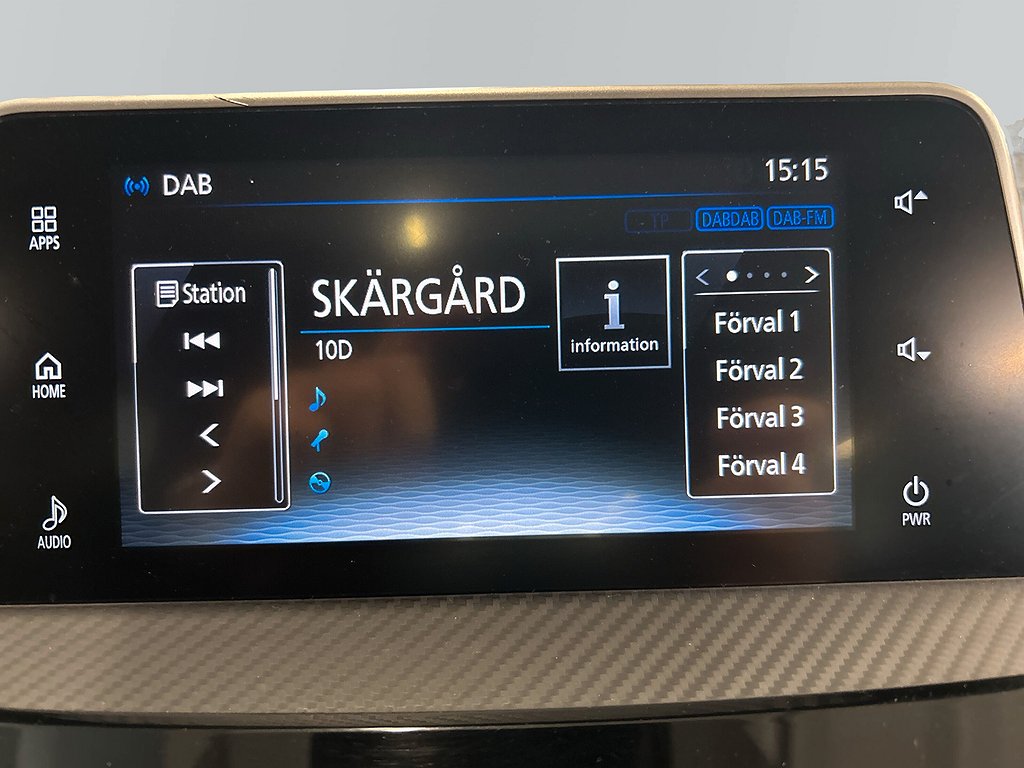 DAB
15:15
TP
DABDAB
DAB-FM
APPS
HOME
AUDIO
Station
SKÄRGÅRD
10D
i
information
Förval 1
Förval 2
Förval 3
Förval 4
PWR